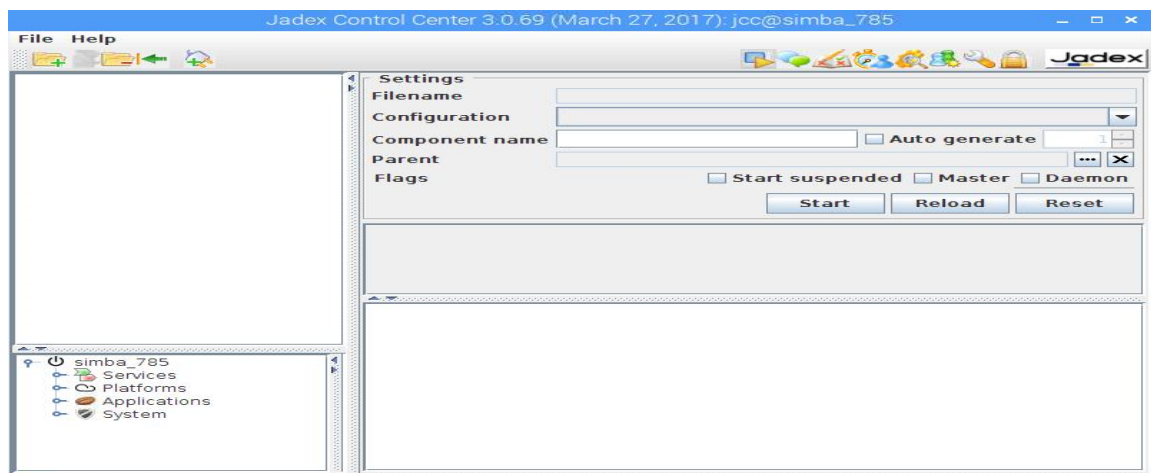 Jadex Control Center 3.0.69 (March 27, 2017): jcc@simba_785
File Help
Jadex
Settings
Filename
Configuration
Component name
Auto generate 1
Parent
...
Flags
Start suspended Master Daemon
Start Reload Reset
simba_785
Services
Platforms
Applications
System